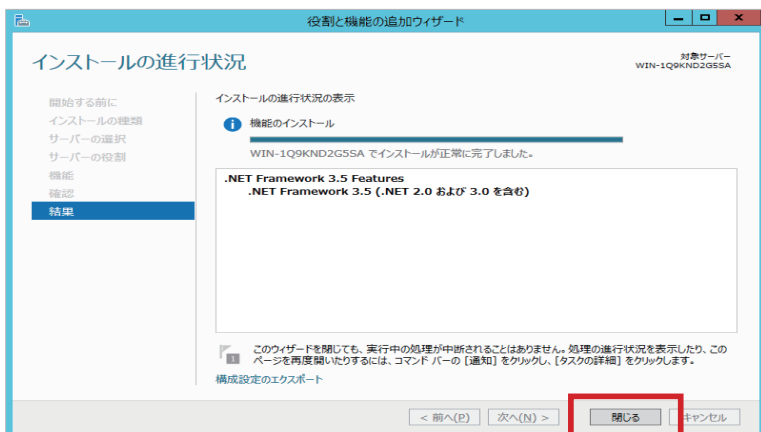 役割と機能の追加ウィザード
インストールの進行状況
対象サーバー
WIN-1Q9KND2G5SA
開始する前に
インストールの種類
サーバーの選択
サーバーの役割
機能
確認
結果
インストールの進行状況の表示
機能のインストール
WIN-1Q9KND2G5SA でインストールが正常に完了しました。
.NET Framework 3.5 Features
.NET Framework 3.5 (.NET 2.0 および 3.0 を含む)
1
このウィザードを閉じても、実行中の処理が中断されることはありません。処理の進行状況を表示したり、この
ページを再度開いたりするには、コマンド バーの [通知] をクリックし、[タスクの詳細] をクリックします。
構成設定のエクスポート
< 前へ(P)
次へ(N) >
閉じる
キャンセル